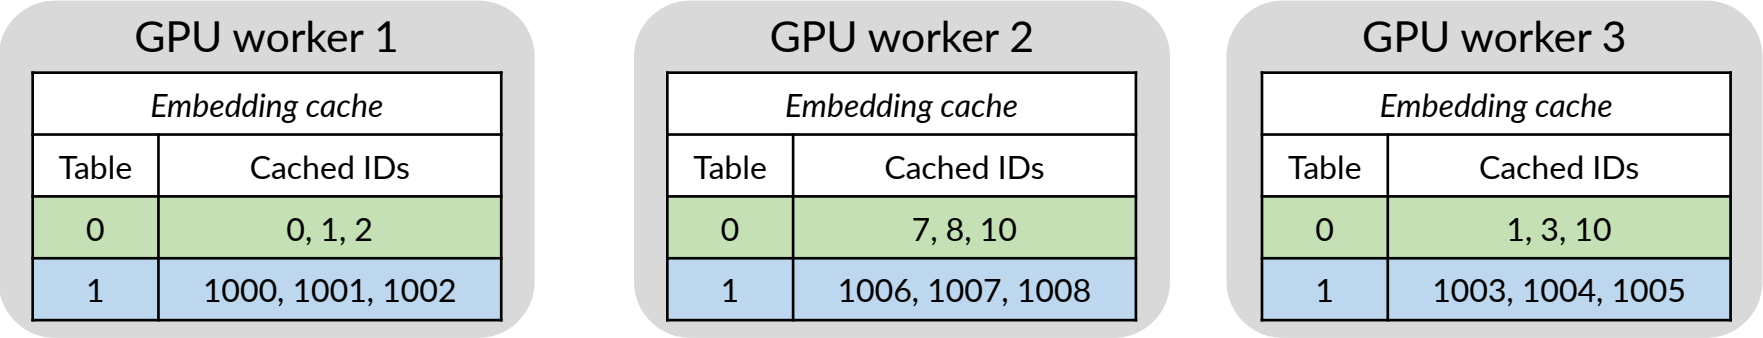 GPU worker 1
Embedding cache
Table Cached IDs
0 0, 1, 2
1 1000, 1001, 1002
GPU worker 2
Embedding cache
Table Cached IDs
0 7, 8, 10
1 1006, 1007, 1008
GPU worker 3
Embedding cache
Table Cached IDs
0 1, 3, 10
1 1003, 1004, 1005